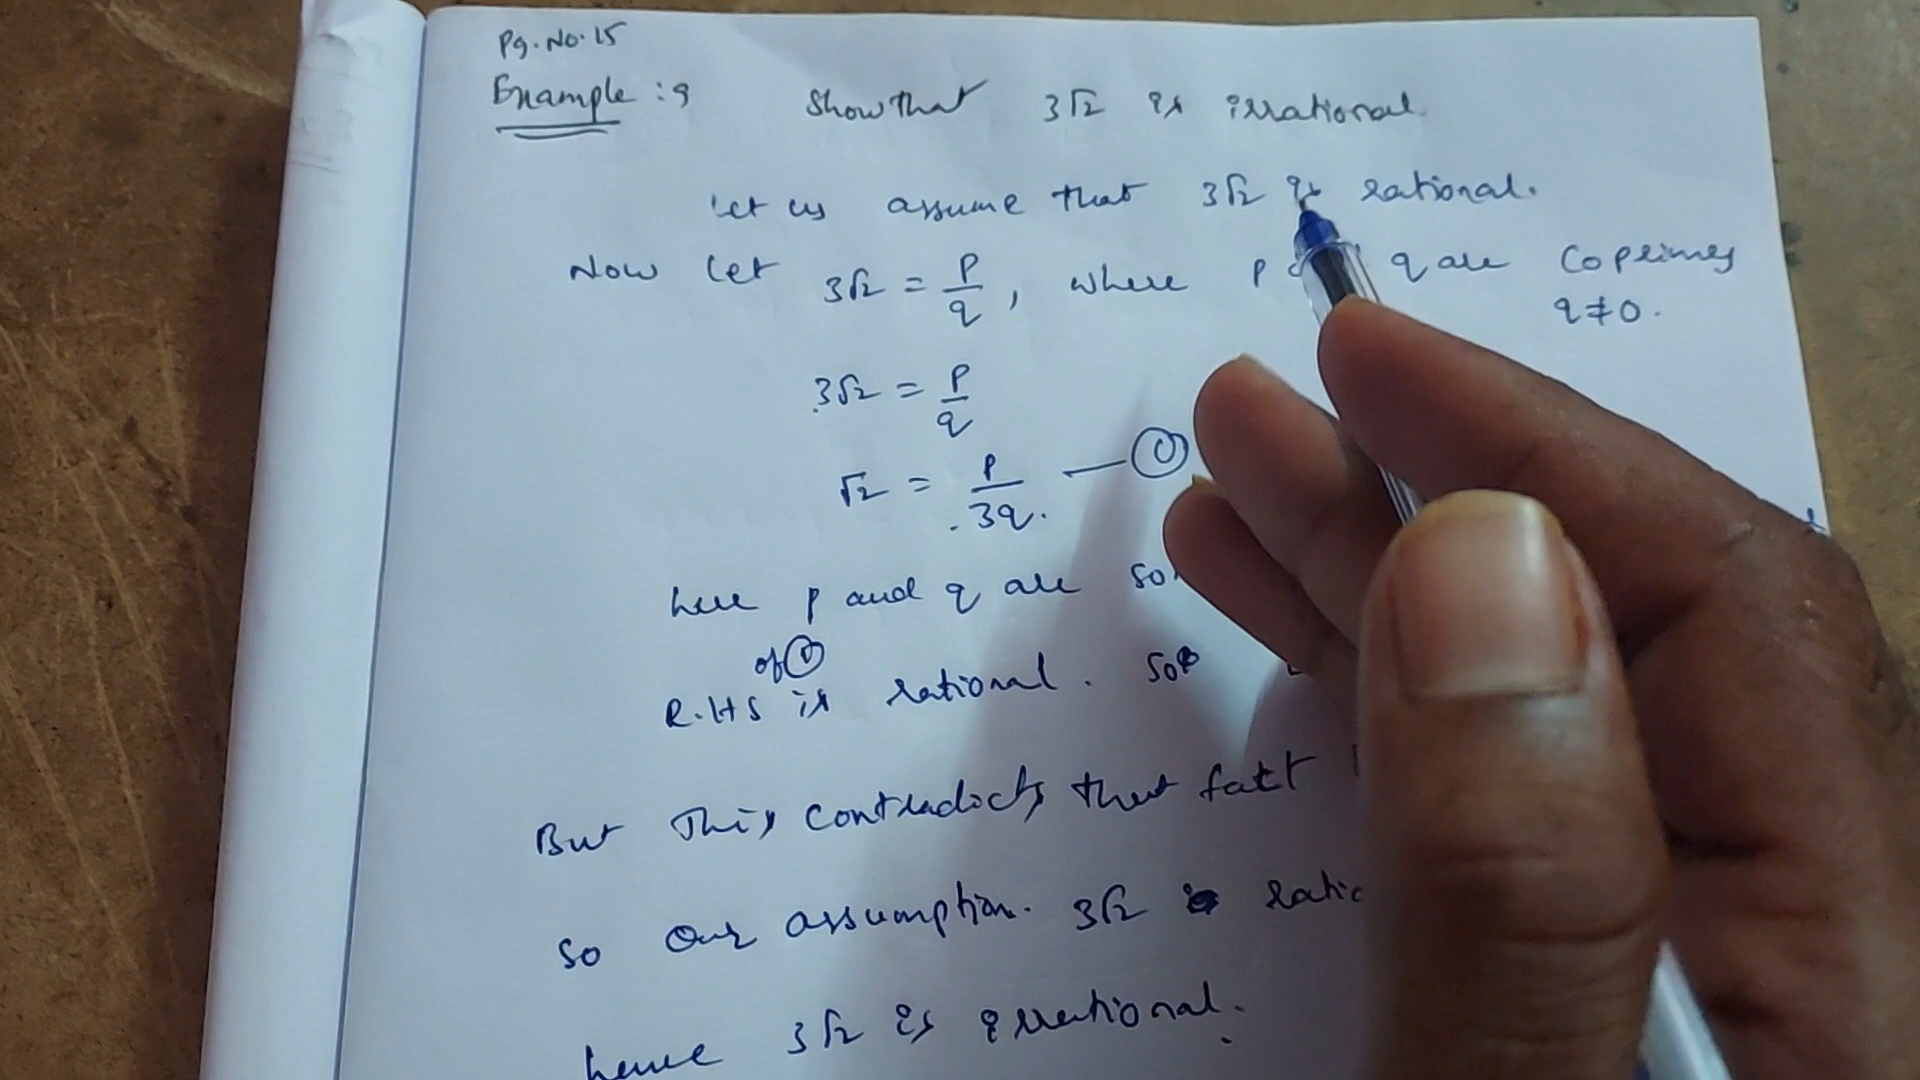 Pg. No. 15
Example : 9 Show that 3√2 is irrational.
Let us assume that 3√2 is rational.
Now let 3√2 = p/q, where p q are coprimes
q ≠ 0.
3√2 = p/q
√2 = p/3q. — ①
here p and q are
of ①
R.H.S is rational. So
But This contradicts that fact
So Our assumption. 3√2 is
hence 3√2 is irrational.